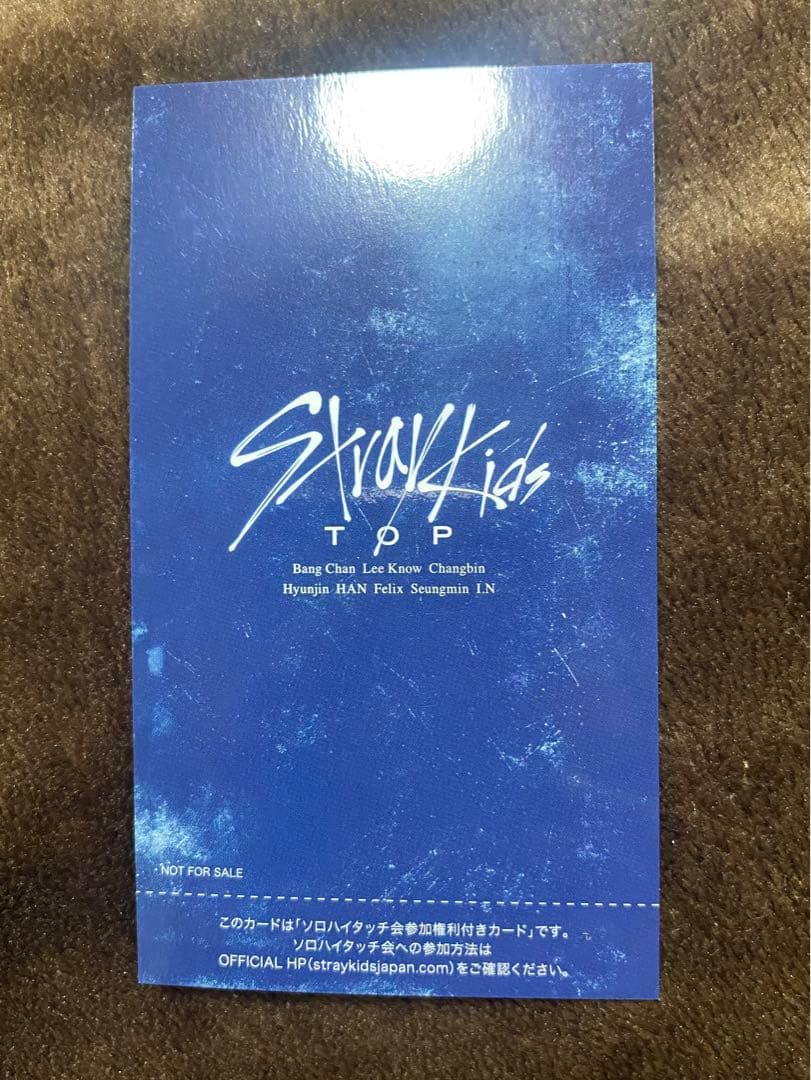 Stray Kids
TOP
Bang Chan Lee Know Changbin
Hyunjin HAN Felix Seungmin I.N
NOT FOR SALE
このカードは「ソロハイタッチ会参加権利付きカード」です。
ソロハイタッチ会への参加方法は
OFFICIAL HP(straykidsjapan.com)をご確認ください。